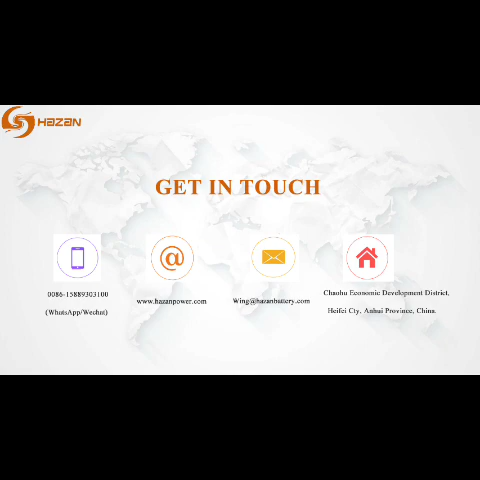 HAZAN
GET IN TOUCH
0086-15889303100
(WhatsApp/Wechat)
www.hazanpower.com
Wing@hazanbattery.com
Chaohu Economic Development District,
Heifei Cty, Anhui Province, China.